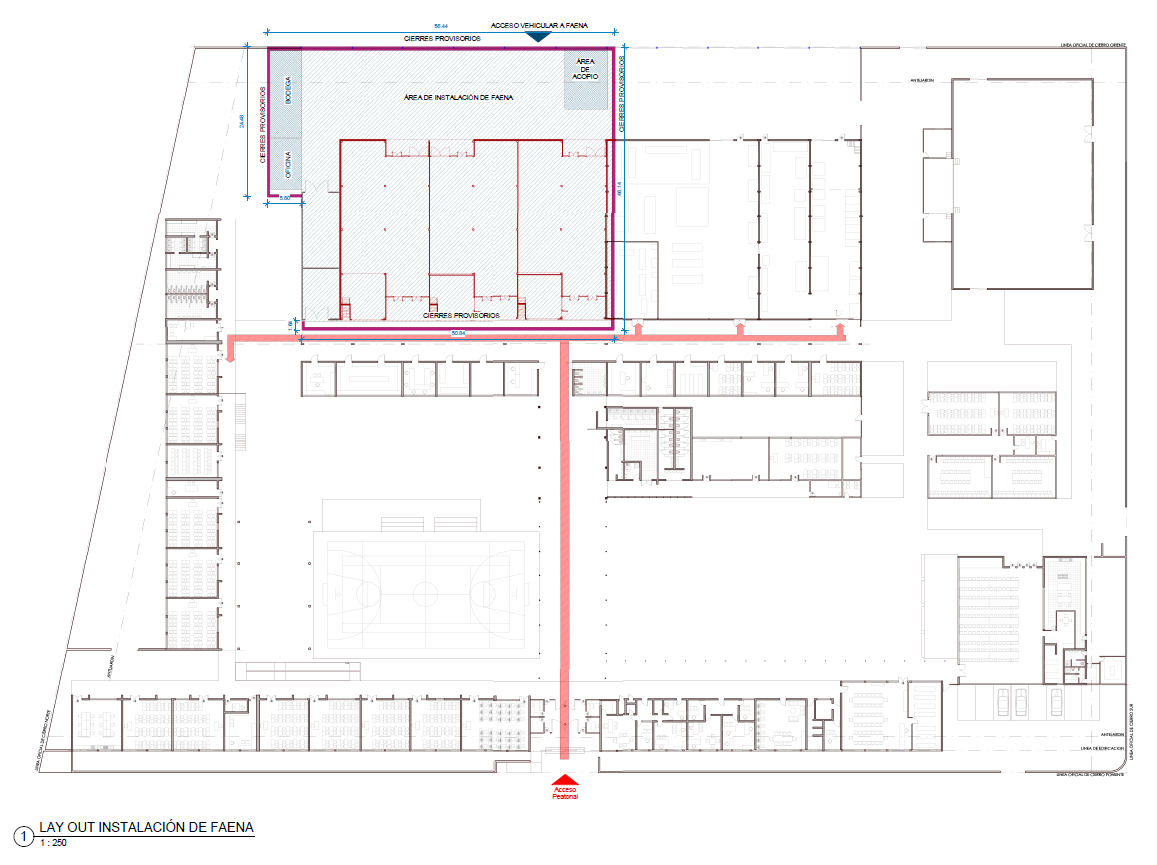 56.44
ACCESO VEHICULAR A FAENA
CIERRES PROVISORIOS
LINEA OFICIAL DE CIERRO ORIENTE
ÁREA
DE
ACOPIO
ANTEJARDIN
BODEGA
ÁREA DE INSTALACIÓN DE FAENA
CIERRES PROVISORIOS
CIERRES PROVISORIOS
24.48
OFICINA
46.14
5.60
CIERRES PROVISORIOS
1.66
50.84
ANTEJARDIN
LINEA OFICIAL DE CIERRO NORTE
LINEA OFICIAL DE CIERRO SUR
ANTEJARDIN
LINEA DE EDIFICACION
LINEA OFICIAL DE CIERRO PONIENTE
Acceso
Peatonal
1
LAY OUT INSTALACIÓN DE FAENA
1 : 250